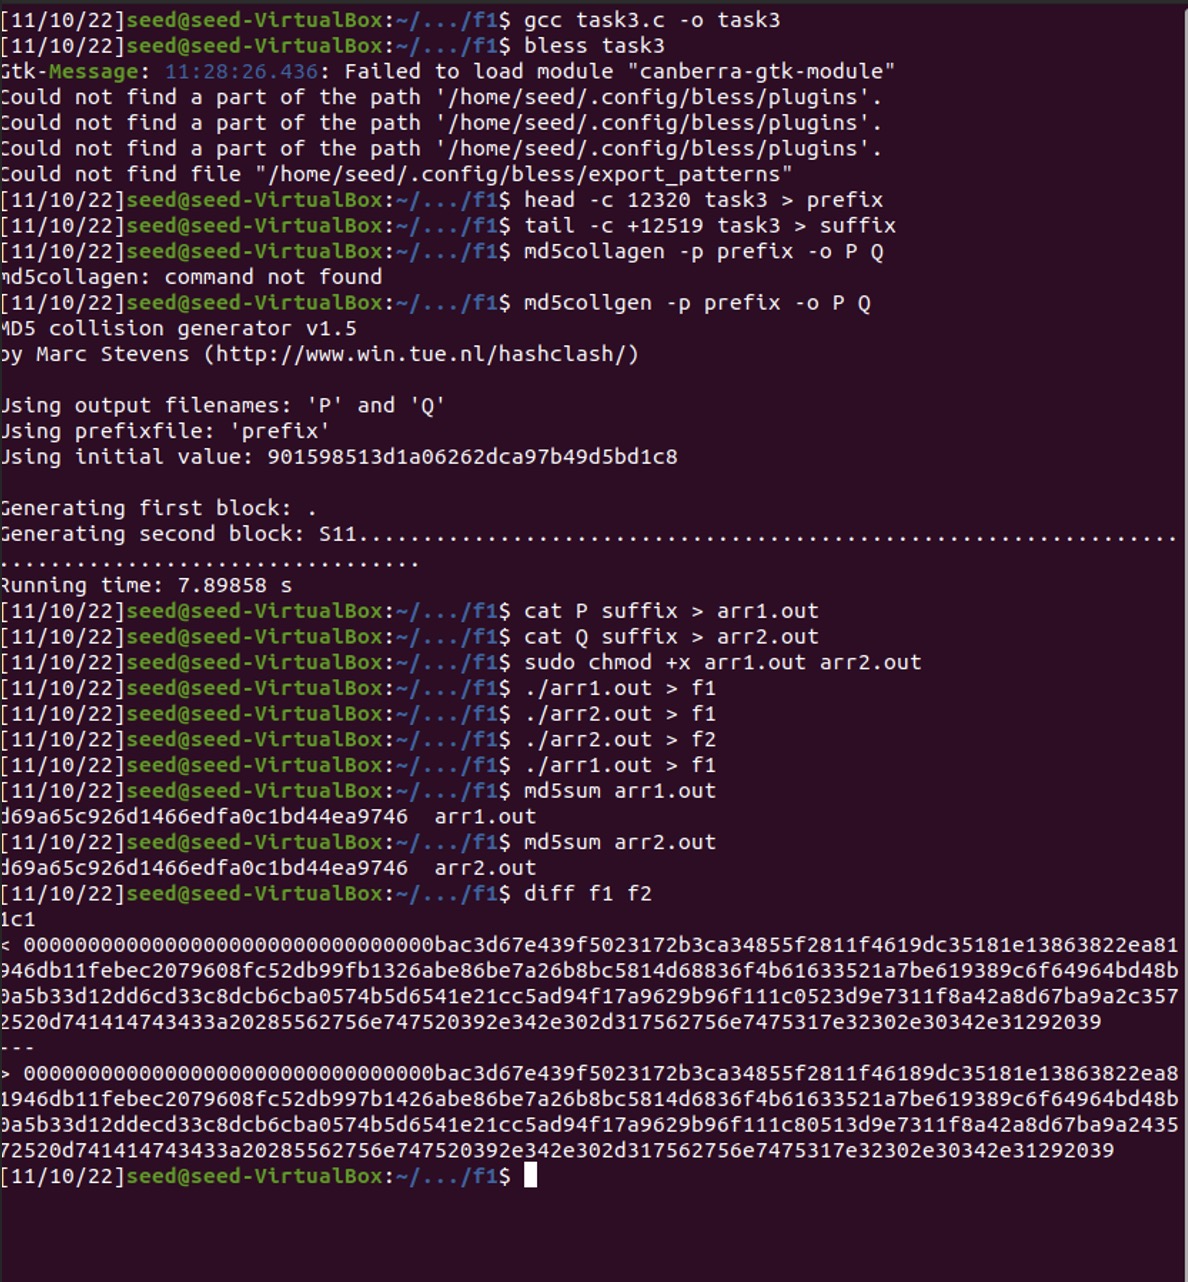 [11/10/22]seed@seed-VirtualBox:~/.../f1$ gcc task3.c -o task3
[11/10/22]seed@seed-VirtualBox:~/.../f1$ bless task3
Gtk-Message: 11:28:26.436: Failed to load module "canberra-gtk-module"
Could not find a part of the path '/home/seed/.config/bless/plugins'.
Could not find a part of the path '/home/seed/.config/bless/plugins'.
Could not find a part of the path '/home/seed/.config/bless/plugins'.
Could not find file "/home/seed/.config/bless/export_patterns"
[11/10/22]seed@seed-VirtualBox:~/.../f1$ head -c 12320 task3 > prefix
[11/10/22]seed@seed-VirtualBox:~/.../f1$ tail -c +12519 task3 > suffix
[11/10/22]seed@seed-VirtualBox:~/.../f1$ md5collagen -p prefix -o P Q
md5collagen: command not found
[11/10/22]seed@seed-VirtualBox:~/.../f1$ md5collgen -p prefix -o P Q
MD5 collision generator v1.5
by Marc Stevens (http://www.win.tue.nl/hashclash/)
Using output filenames: 'P' and 'Q'
Using prefixfile: 'prefix'
Using initial value: 901598513d1a06262dca97b49d5bd1c8
Generating first block: .
Generating second block: S11................................................................
.................................
Running time: 7.89858 s
[11/10/22]seed@seed-VirtualBox:~/.../f1$ cat P suffix > arr1.out
[11/10/22]seed@seed-VirtualBox:~/.../f1$ cat Q suffix > arr2.out
[11/10/22]seed@seed-VirtualBox:~/.../f1$ sudo chmod +x arr1.out arr2.out
[11/10/22]seed@seed-VirtualBox:~/.../f1$ ./arr1.out > f1
[11/10/22]seed@seed-VirtualBox:~/.../f1$ ./arr2.out > f1
[11/10/22]seed@seed-VirtualBox:~/.../f1$ ./arr2.out > f2
[11/10/22]seed@seed-VirtualBox:~/.../f1$ ./arr1.out > f1
[11/10/22]seed@seed-VirtualBox:~/.../f1$ md5sum arr1.out
d69a65c926d1466edfa0c1bd44ea9746  arr1.out
[11/10/22]seed@seed-VirtualBox:~/.../f1$ md5sum arr2.out
d69a65c926d1466edfa0c1bd44ea9746  arr2.out
[11/10/22]seed@seed-VirtualBox:~/.../f1$ diff f1 f2
1c1
< 00000000000000000000000000000000bac3d67e439f5023172b3ca34855f2811f4619dc35181e13863822ea81
946db11febec2079608fc52db99fb1326abe86be7a26b8bc5814d68836f4b61633521a7be619389c6f64964bd48b
0a5b33d12dd6cd33c8dcb6cba0574b5d6541e21cc5ad94f17a9629b96f111c0523d9e7311f8a42a8d67ba9a2c357
2520d741414743433a20285562756e747520392e342e302d317562756e7475317e32302e30342e31292039
---
> 00000000000000000000000000000000bac3d67e439f5023172b3ca34855f2811f46189dc35181e13863822ea8
1946db11febec2079608fc52db997b1426abe86be7a26b8bc5814d6836f4b61633521a7be619389c6f64964bd48b
0a5b33d12ddecd33c8dcb6cba0574b5d6541e21cc5ad94f17a9629b96f111c80513d9e7311f8a42a8d67ba9a2435
72520d741414743433a20285562756e747520392e342e302d317562756e7475317e32302e30342e31292039
[11/10/22]seed@seed-VirtualBox:~/.../f1$